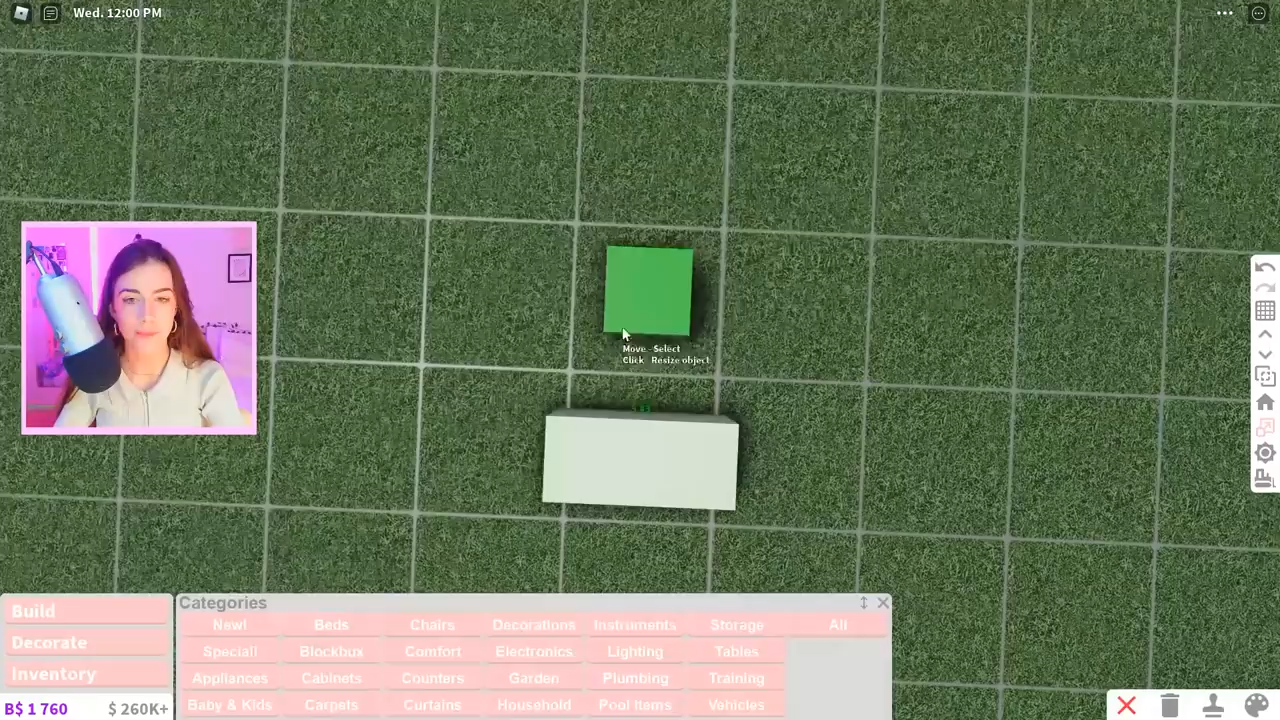 Wed. 12:00 PM
Move - Select
Click - Resize object
Build
Decorate
Inventory
B$ 1 760
$ 260K+
Categories
New! Beds Chairs Decorations Instruments Storage All
Special! Blockbux Comfort Electronics Lighting Tables
Appliances Cabinets Counters Garden Plumbing Training
Baby & Kids Carpets Curtains Household Pool Items Vehicles